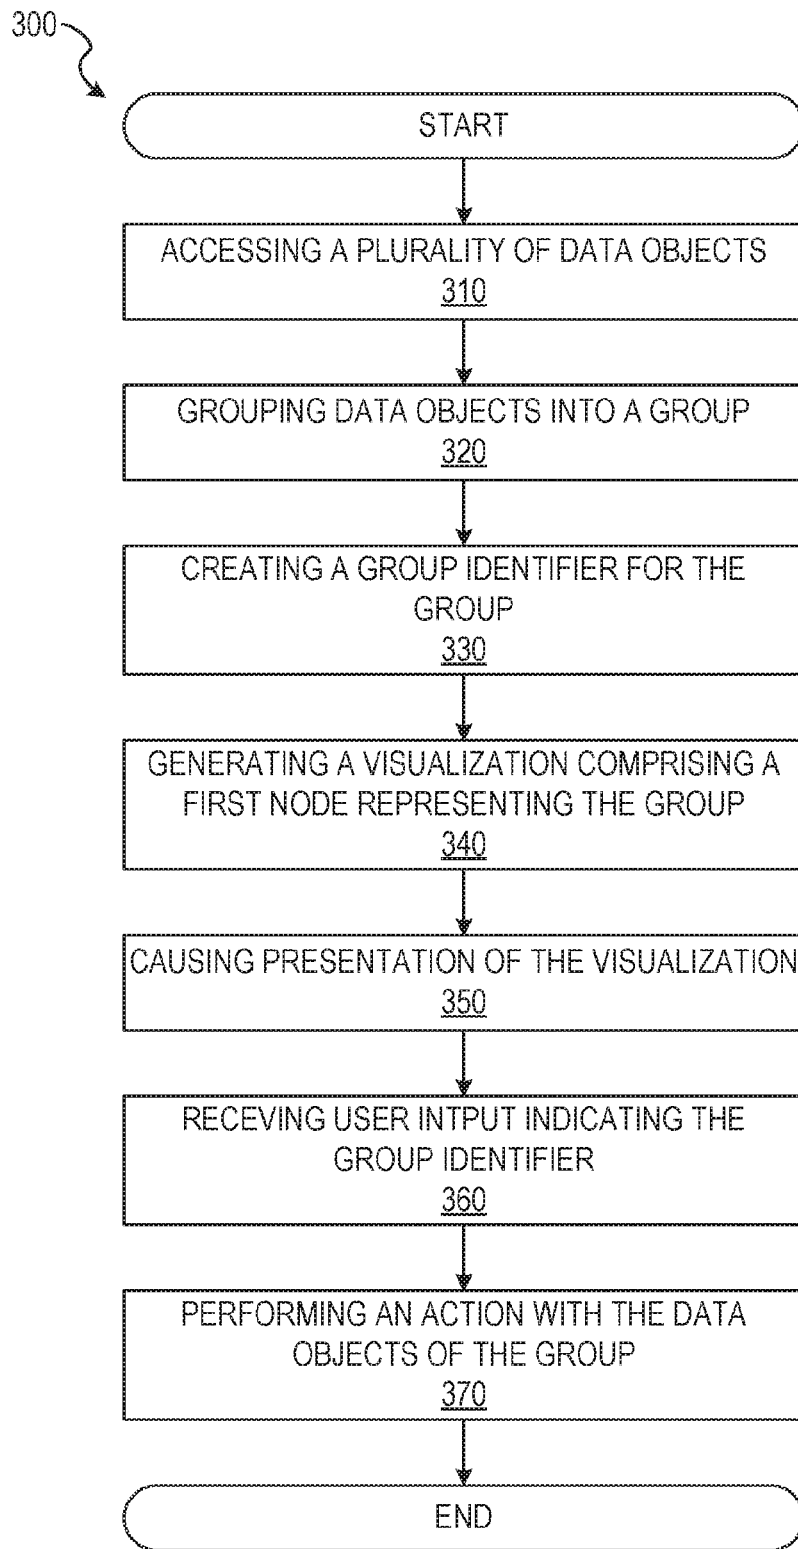 300
START
ACCESSING A PLURALITY OF DATA OBJECTS
310
GROUPING DATA OBJECTS INTO A GROUP
320
CREATING A GROUP IDENTIFIER FOR THE
GROUP
330
GENERATING A VISUALIZATION COMPRISING A
FIRST NODE REPRESENTING THE GROUP
340
CAUSING PRESENTATION OF THE VISUALIZATION
350
RECEVING USER INTPUT INDICATING THE
GROUP IDENTIFIER
360
PERFORMING AN ACTION WITH THE DATA
OBJECTS OF THE GROUP
370
END